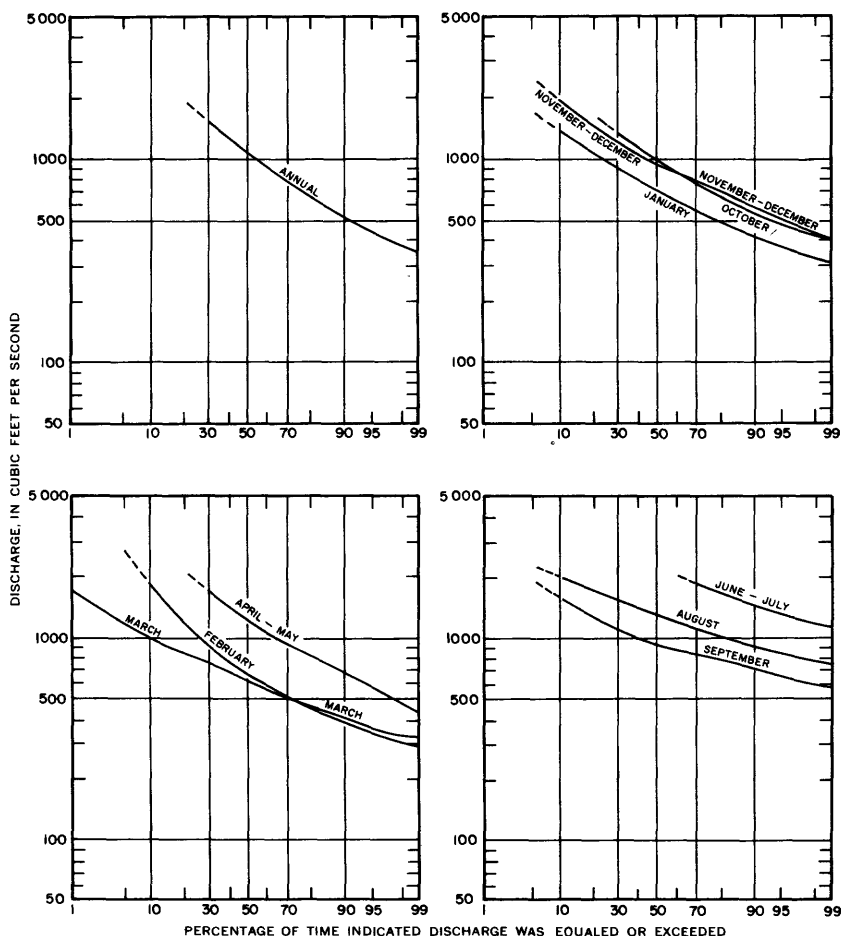 5000
1000
500
100
50
ANNUAL
1 10 30 50 70 90 95 99
5000
1000
500
100
50
NOVEMBER-DECEMBER
NOVEMBER-DECEMBER
OCTOBER
JANUARY
1 10 30 50 70 90 95 99
DISCHARGE, IN CUBIC FEET PER SECOND
5000
1000
500
100
50
APRIL - MAY
MARCH
FEBRUARY
MARCH
1 10 30 50 70 90 95 99
5000
1000
500
100
50
JUNE - JULY
AUGUST
SEPTEMBER
1 10 30 50 70 90 95 99
PERCENTAGE OF TIME INDICATED DISCHARGE WAS EQUALED OR EXCEEDED